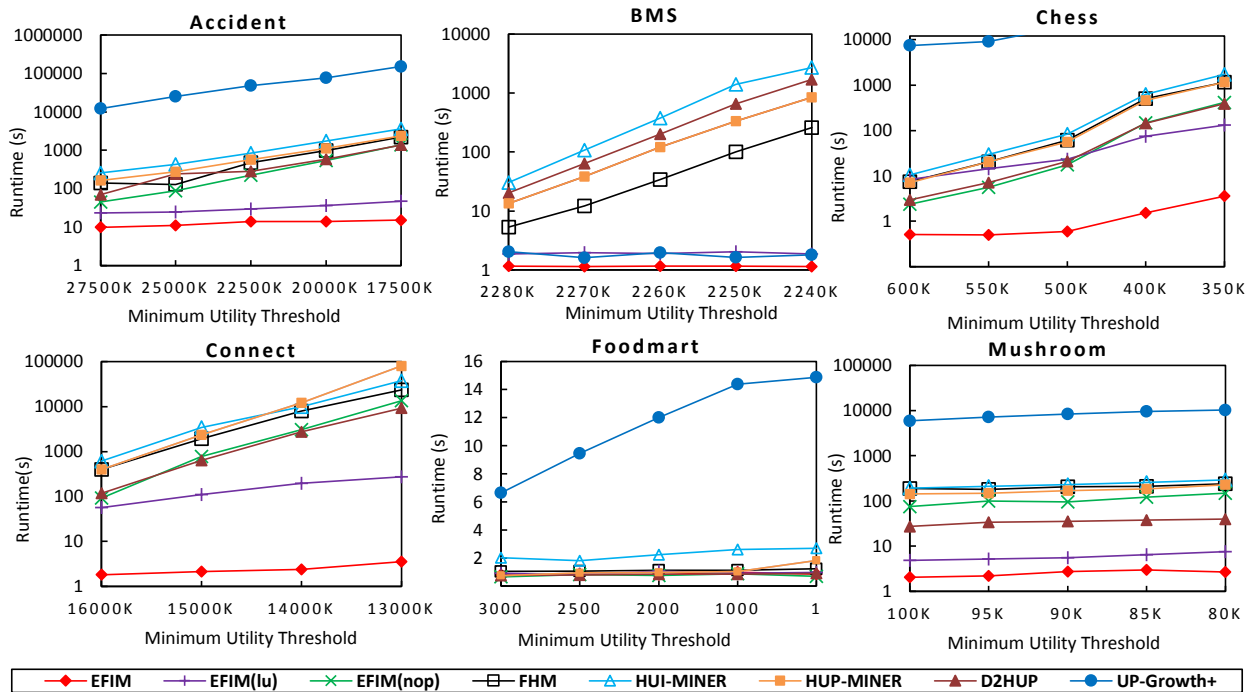 Accident
Runtime (s)
1000000
100000
10000
1000
100
10
1
27500K 25000K 22500K 20000K 17500K
Minimum Utility Threshold
BMS
Runtime (s)
10000
1000
100
10
1
2280K 2270K 2260K 2250K 2240K
Minimum Utility Threshold
Chess
Runtime (s)
10000
1000
100
10
1
600K 550K 500K 400K 350K
Minimum Utility Threshold
Connect
Runtime(s)
100000
10000
1000
100
10
1
16000K 15000K 14000K 13000K
Minimum Utility Threshold
Foodmart
Runtime (s)
16
14
12
10
8
6
4
2
0
3000 2500 2000 1000 1
Minimum Utility Threshold
Mushroom
Runtime (s)
100000
10000
1000
100
10
1
100K 95K 90K 85K 80K
Minimum Utility Threshold
EFIM EFIM(lu) EFIM(nop) FHM HUI-MINER HUP-MINER D2HUP UP-Growth+